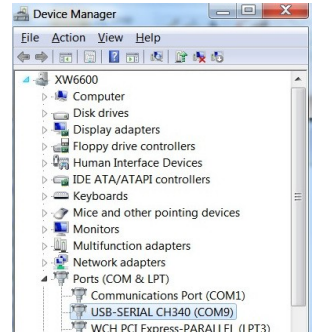 Device Manager
File Action View Help
XW6600
Computer
Disk drives
Display adapters
Floppy drive controllers
Human Interface Devices
IDE ATA/ATAPI controllers
Keyboards
Mice and other pointing devices
Monitors
Multifunction adapters
Network adapters
Ports (COM & LPT)
Communications Port (COM1)
USB-SERIAL CH340 (COM9)
WCH PCI Express-PARALLEL (LPT3)